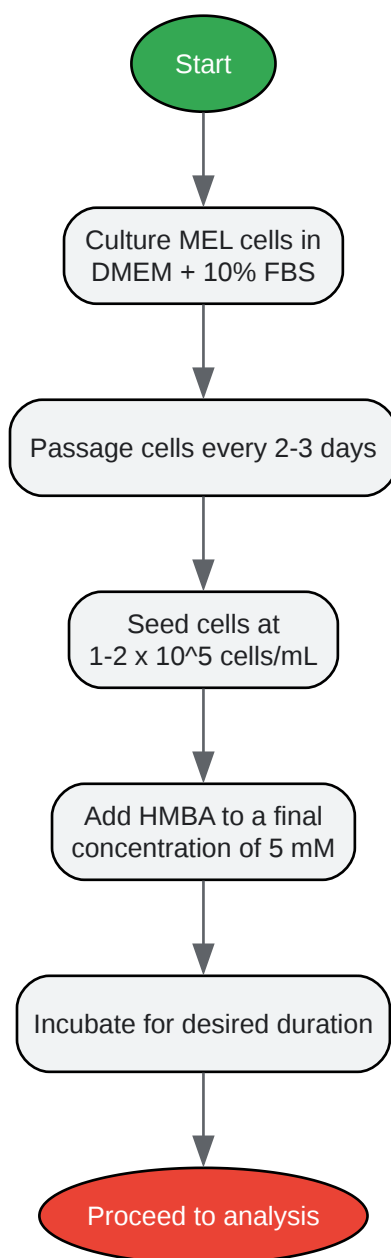 Start
Culture MEL cells in
DMEM + 10% FBS
Passage cells every 2-3 days
Seed cells at
1-2 x 10^5 cells/mL
Add HMBA to a final
concentration of 5 mM
Incubate for desired duration
Proceed to analysis